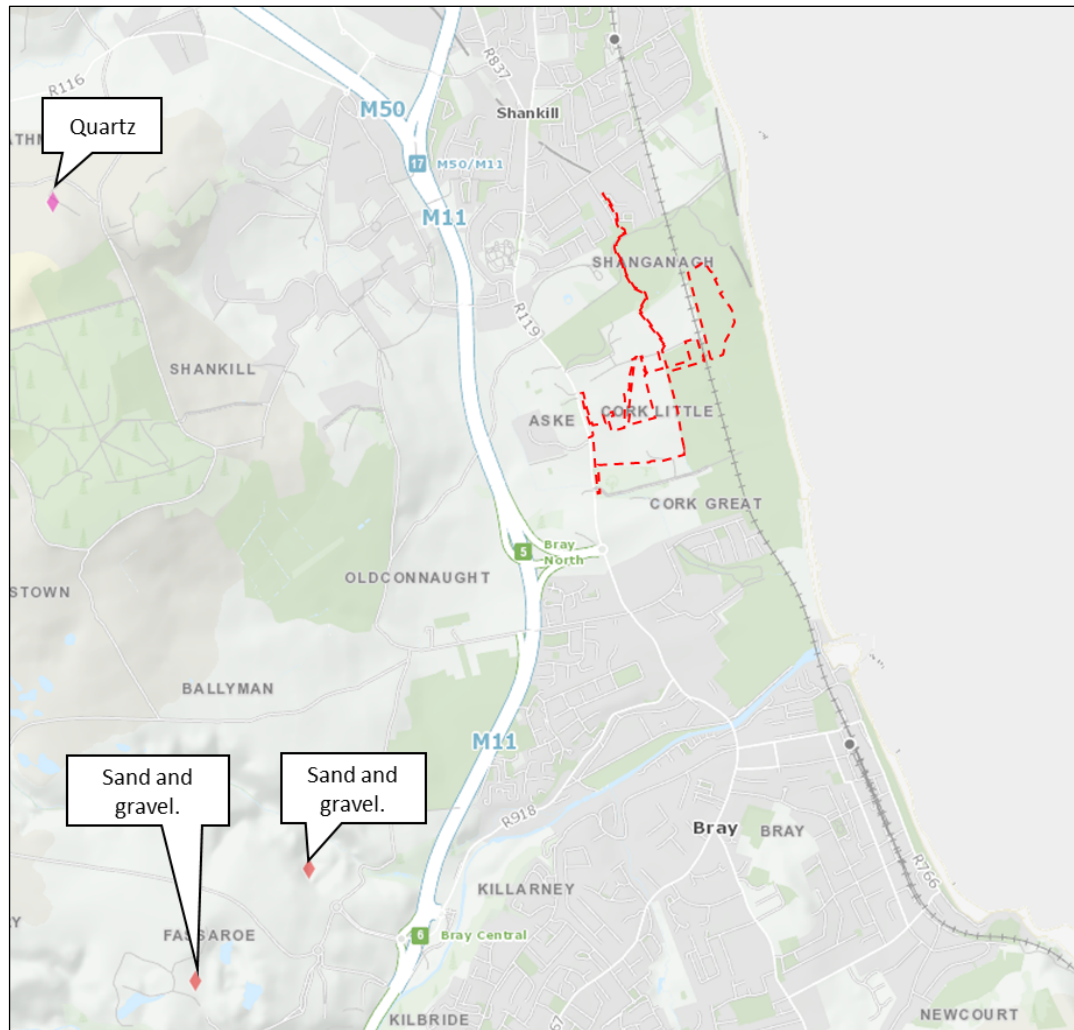 R116
M50
R837
Shankill
Quartz
17
M50/M11
M11
SHANGANAGH
R119
SHANKILL
ASKE
CORK LITTLE
CORK GREAT
5
Bray
North
OLDCONNAUGHT
STOWN
BALLYMAN
M11
Sand and
gravel.
Sand and
gravel.
R918
Bray
BRAY
R766
KILLARNEY
FASSAROE
6
Bray Central
KILBRIDE
NEWCOURT